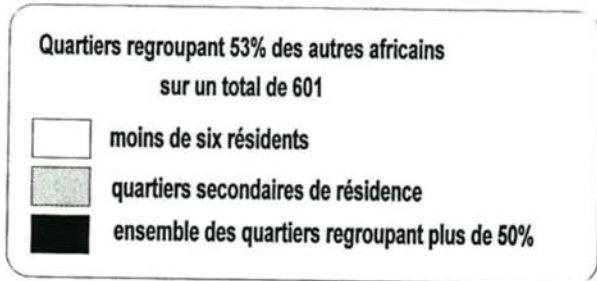 Quartiers regroupant 53% des autres africains
sur un total de 601
moins de six résidents
quartiers secondaires de résidence
ensemble des quartiers regroupant plus de 50%